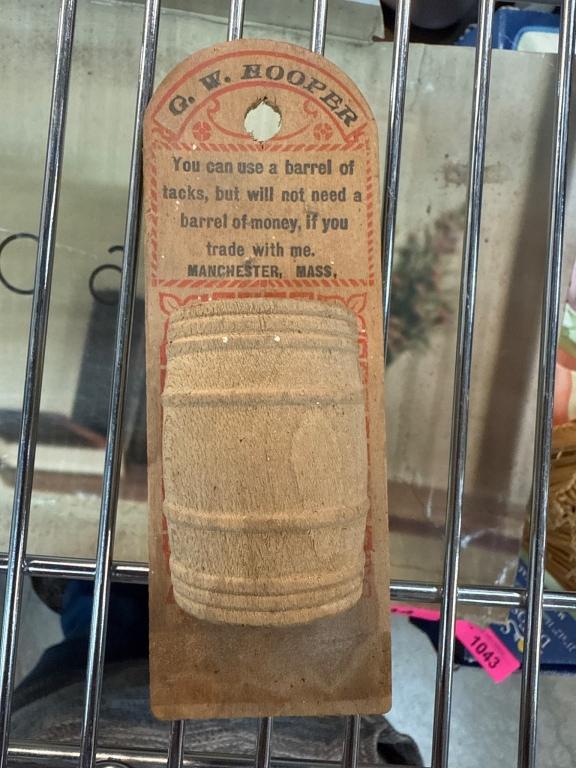 G. W. HOOPER
You can use a barrel of
tacks, but will not need a
barrel of money, if you
trade with me.
MANCHESTER, MASS.
1043